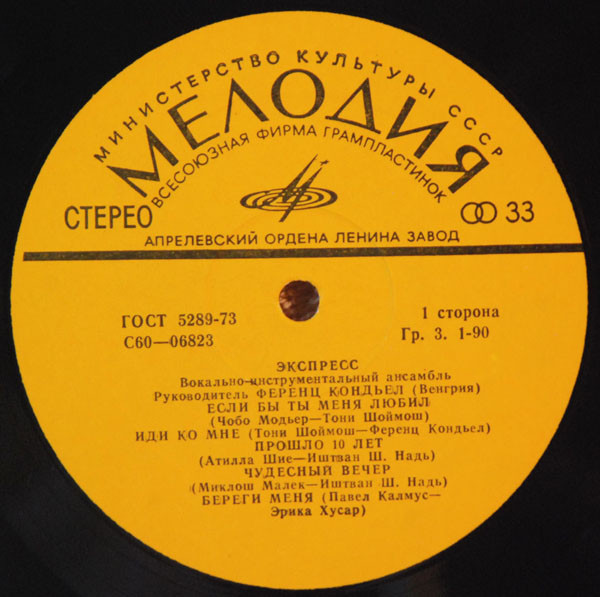 МИНИСТЕРСТВО КУЛЬТУРЫ СССР
МЕЛОДИЯ
ВСЕСОЮЗНАЯ ФИРМА ГРАМПЛАСТИНОК
СТЕРЕО
33
АПРЕЛЕВСКИЙ ОРДЕНА ЛЕНИНА ЗАВОД
ГОСТ 5289-73
1 сторона
С60—06823
Гр. 3. 1-90
ЭКСПРЕСС
Вокально-инструментальный ансамбль
Руководитель ФЕРЕНЦ КОНДЬЕЛ (Венгрия)
ЕСЛИ БЫ ТЫ МЕНЯ ЛЮБИЛ
(Чобо Модьер—Тони Шоймош)
ИДИ КО МНЕ (Тони Шоймош—Ференц Кондьел)
ПРОШЛО 10 ЛЕТ
(Атилла Шие—Иштван Ш. Надь)
ЧУДЕСНЫЙ ВЕЧЕР
(Миклош Малек—Иштван Ш. Надь)
БЕРЕГИ МЕНЯ (Павел Калмус—
Эрика Хусар)